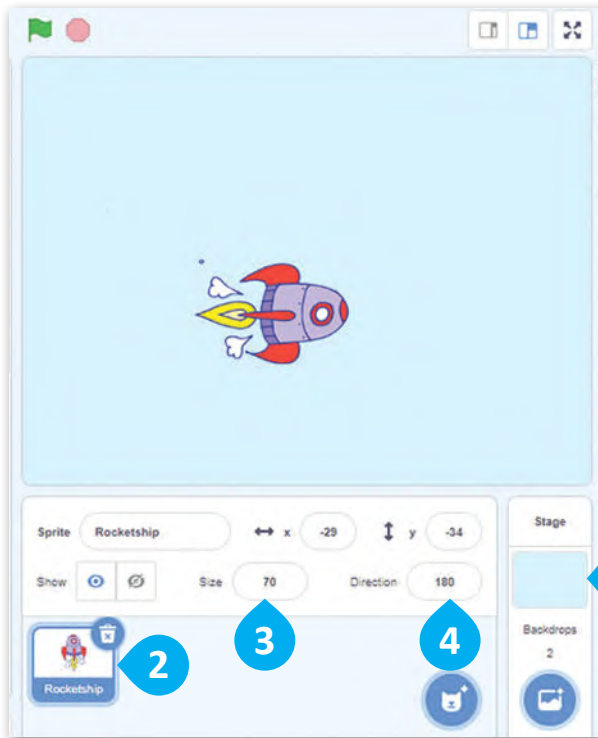 Sprite Rocketship x -29 y -34
Show Size 70 Direction 180
3 4
2
Rocketship
Stage
Backdrops
2